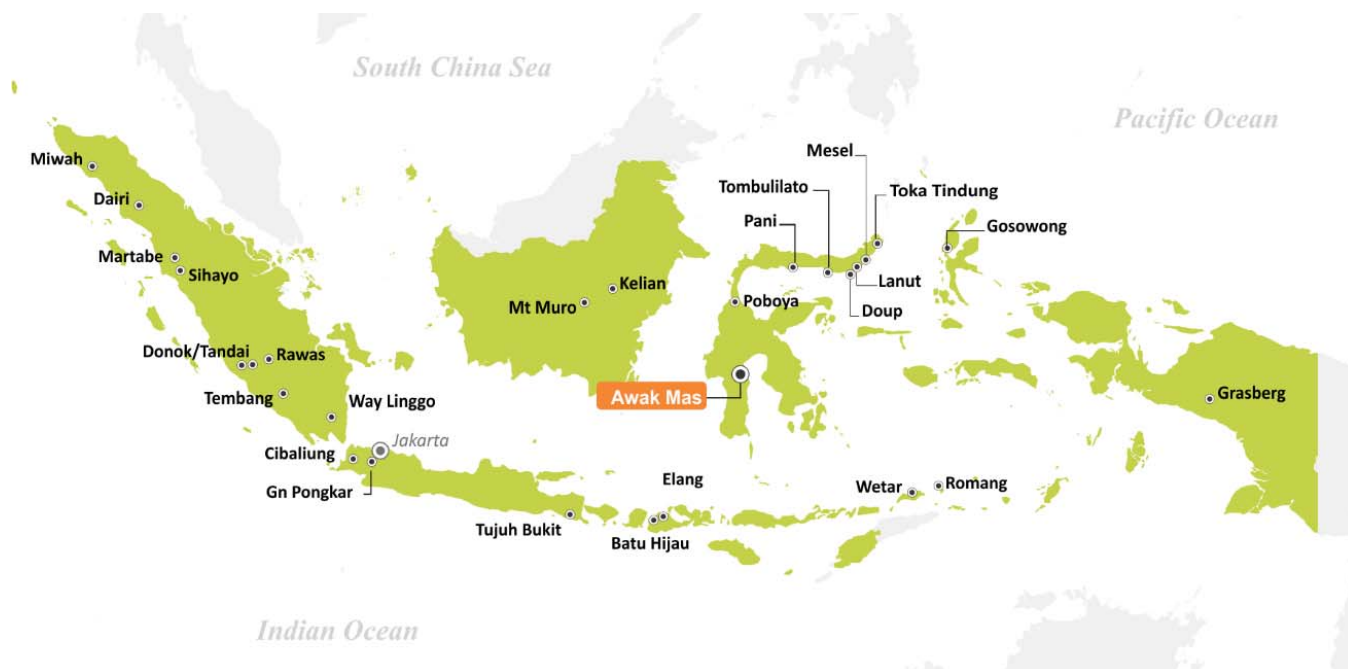 South China Sea
Pacific Ocean
Miwah
Dairi
Martabe
Sihayo
Donok/Tandai
Rawas
Tembang
Way Linggo
Cibaliung
Jakarta
Gn Pongkar
Kelian
Mt Muro
Mesel
Tombulilato
Toka Tindung
Pani
Gosowong
Lanut
Doup
Poboya
Awak Mas
Grasberg
Elang
Wetar
Romang
Tujuh Bukit
Batu Hijau
Indian Ocean